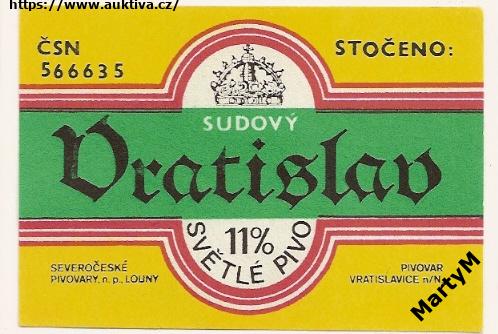 https://www.auktiva.cz/
ČSN
566635
STOČENO:
SUDOVÝ
Vratislav
11%
SVĚTLÉ PIVO
SEVEROČESKÉ
PIVOVARY, n. p., LOUNY
PIVOVAR
VRATISLAVICE n/N.
MartyM